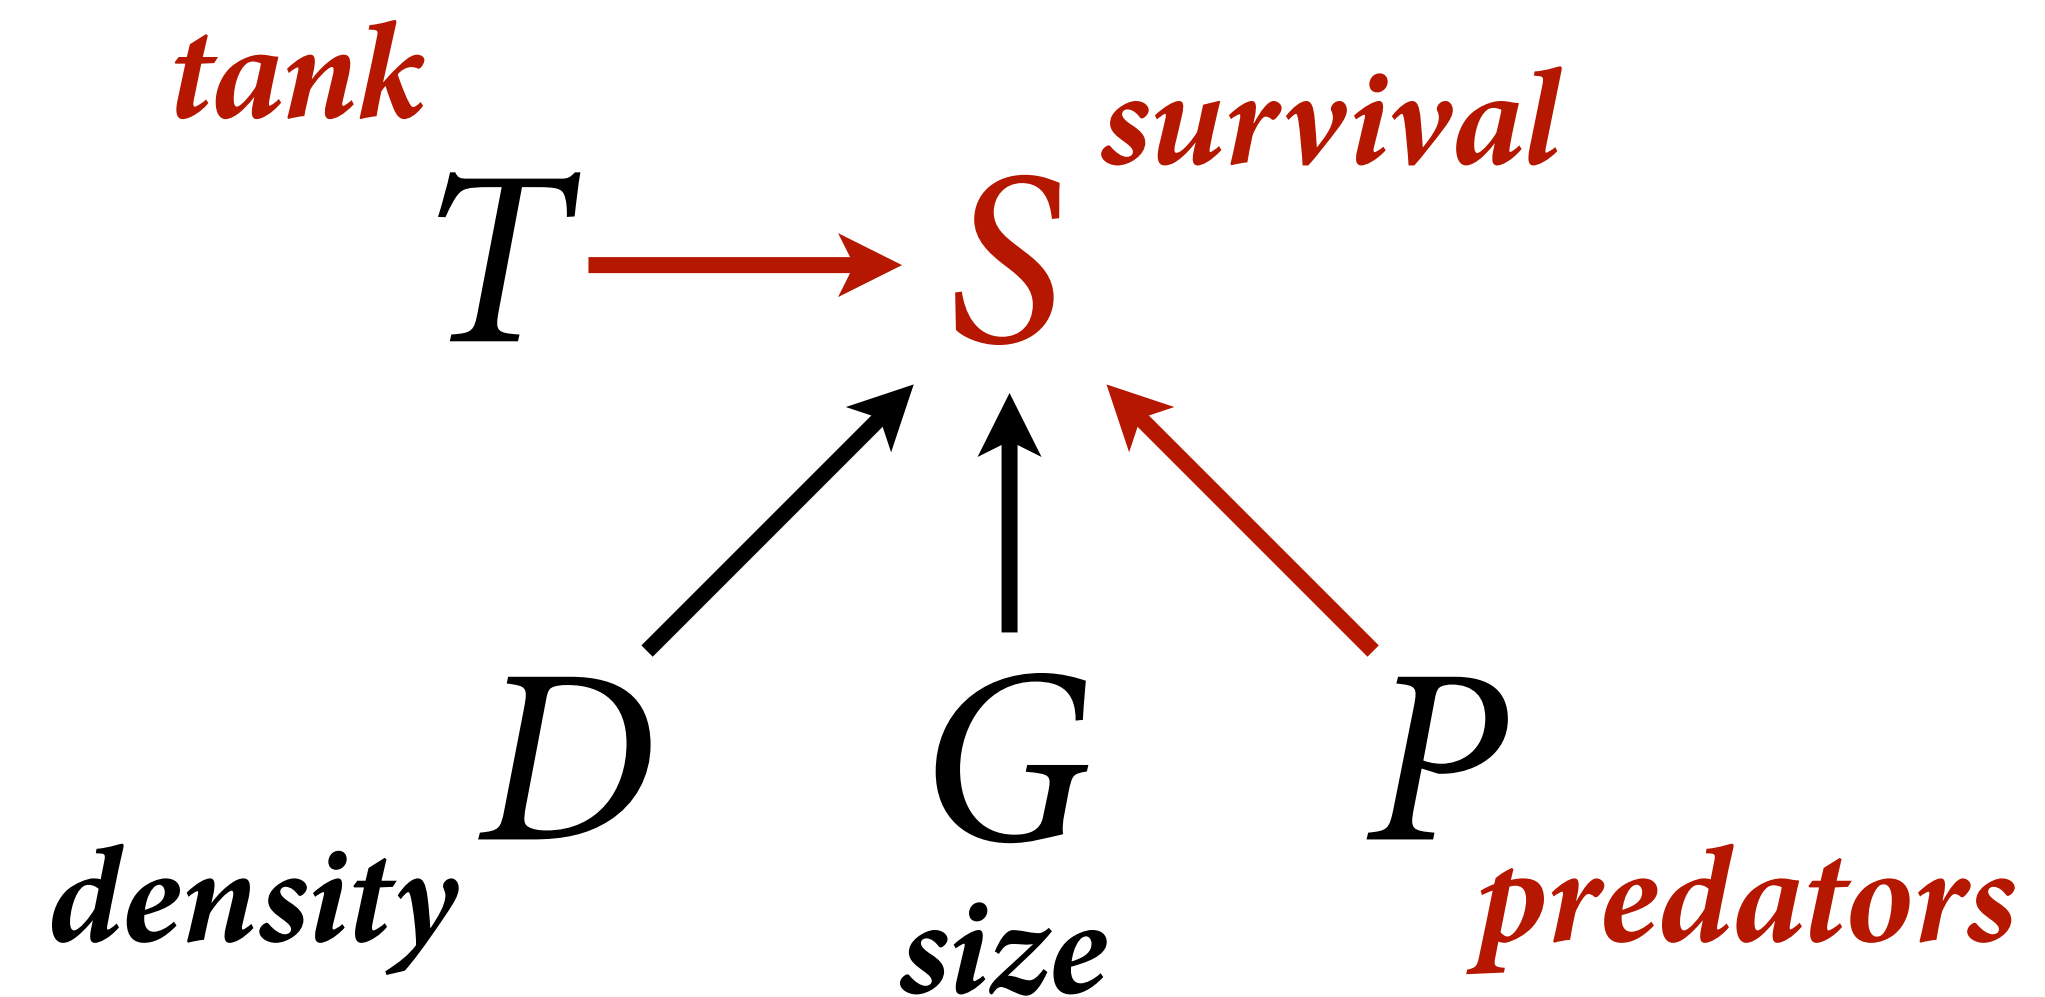 tank
survival
T
S
D
G
P
density
size
predators